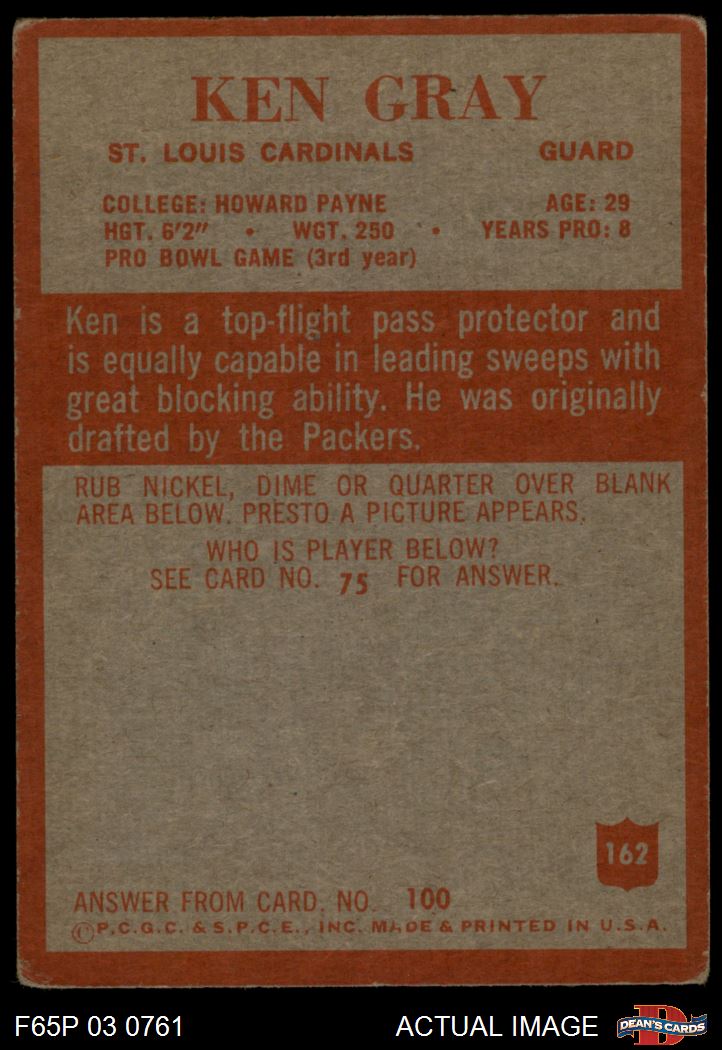 KEN GRAY
ST. LOUIS CARDINALS GUARD
COLLEGE: HOWARD PAYNE AGE: 29
HGT. 6'2" • WGT. 250 • YEARS PRO: 8
PRO BOWL GAME (3rd year)
Ken is a top-flight pass protector and
is equally capable in leading sweeps with
great blocking ability. He was originally
drafted by the Packers.
RUB NICKEL, DIME OR QUARTER OVER BLANK
AREA BELOW. PRESTO A PICTURE APPEARS.
WHO IS PLAYER BELOW?
SEE CARD NO. 75 FOR ANSWER.
162
ANSWER FROM CARD. NO. 100
©P.C.G.C. & S.P.C.E., INC. MADE & PRINTED IN U.S.A.
F65P 03 0761 ACTUAL IMAGE D DEAN'S CARDS